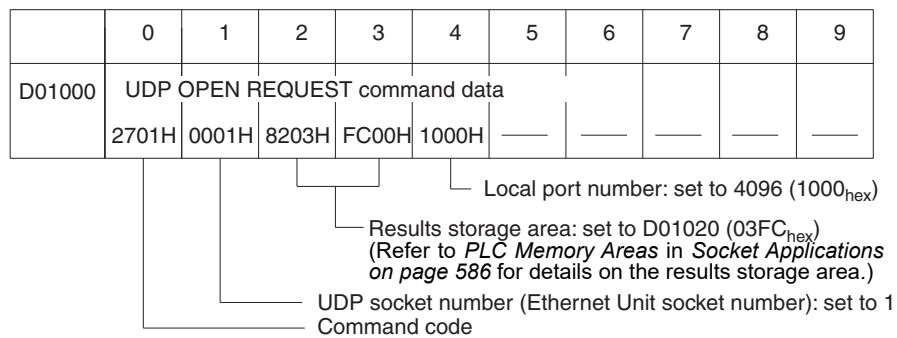 0 1 2 3 4 5 6 7 8 9
D01000 UDP OPEN REQUEST command data
2701H 0001H 8203H FC00H 1000H
Local port number: set to 4096 (1000hex)
Results storage area: set to D01020 (03FChex)
(Refer to PLC Memory Areas in Socket Applications
on page 586 for details on the results storage area.)
UDP socket number (Ethernet Unit socket number): set to 1
Command code